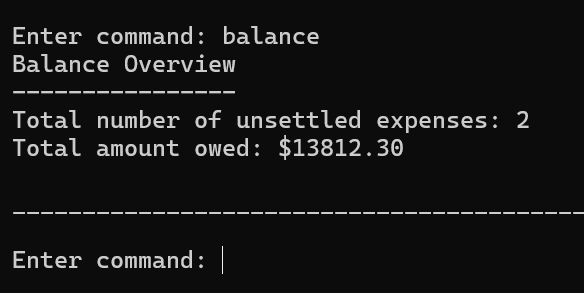 Enter command: balance
Balance Overview
----------------
Total number of unsettled expenses: 2
Total amount owed: $13812.30
-----------------------------------------
Enter command: